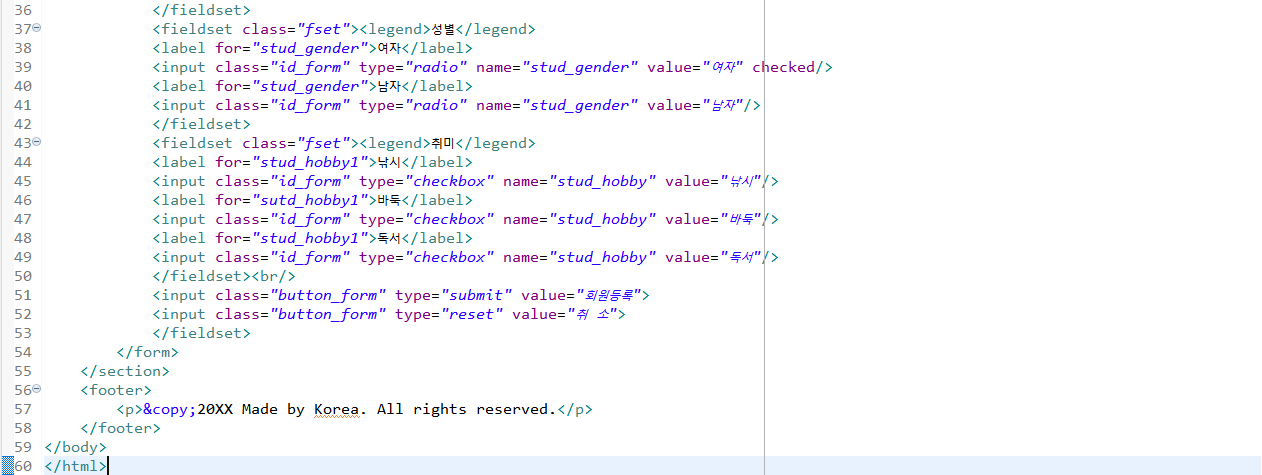 36 </fieldset>
37 <fieldset class="fset"><legend>성별</legend>
38 <label for="stud_gender">여자</label>
39 <input class="id_form" type="radio" name="stud_gender" value="여자" checked/>
40 <label for="stud_gender">남자</label>
41 <input class="id_form" type="radio" name="stud_gender" value="남자"/>
42 </fieldset>
43 <fieldset class="fset"><legend>취미</legend>
44 <label for="stud_hobby1">낚시</label>
45 <input class="id_form" type="checkbox" name="stud_hobby" value="낚시"/>
46 <label for="sutd_hobby1">바둑</label>
47 <input class="id_form" type="checkbox" name="stud_hobby" value="바둑"/>
48 <label for="stud_hobby1">독서</label>
49 <input class="id_form" type="checkbox" name="stud_hobby" value="독서"/>
50 </fieldset><br/>
51 <input class="button_form" type="submit" value="회원등록">
52 <input class="button_form" type="reset" value="취 소">
53 </fieldset>
54 </form>
55 </section>
56 <footer>
57 <p>&copy;20XX Made by Korea. All rights reserved.</p>
58 </footer>
59 </body>
60 </html>